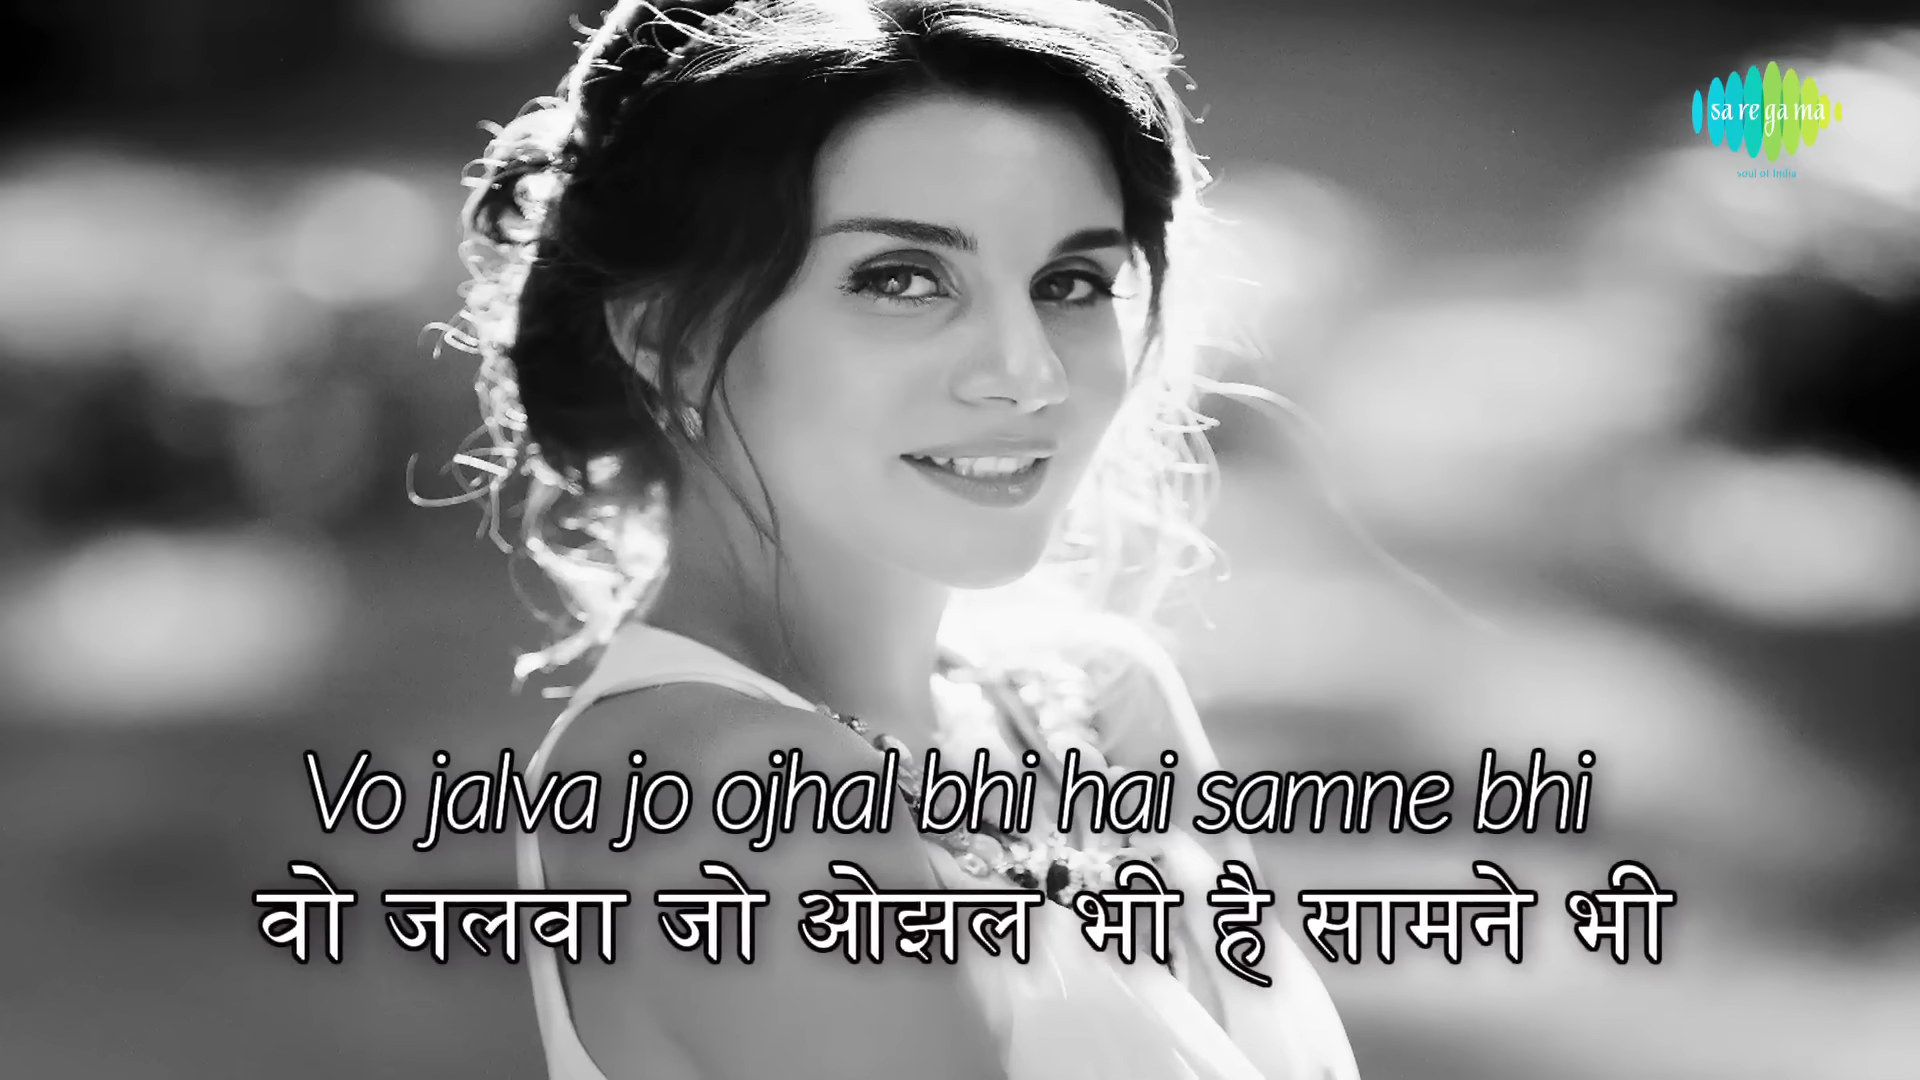 sa re ga ma
soul of India
Vo jalva jo ojhal bhi hai samne bhi
वो जलवा जो ओझल भी है सामने भी